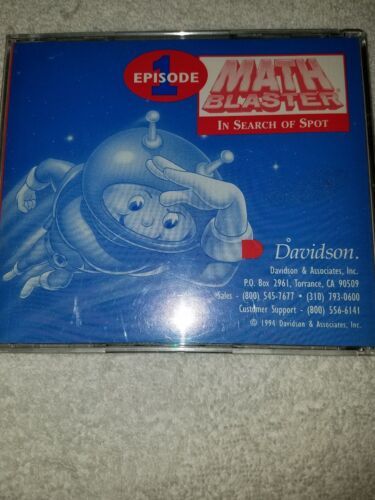 EPISODE
1
MATH
BLASTER®
IN SEARCH OF SPOT
Davidson.
Davidson & Associates, Inc.
P.O. Box 2961, Torrance, CA 90509
Sales - (800) 545-7677 • (310) 793-0600
Customer Support - (800) 556-6141
© 1994 Davidson & Associates, Inc.